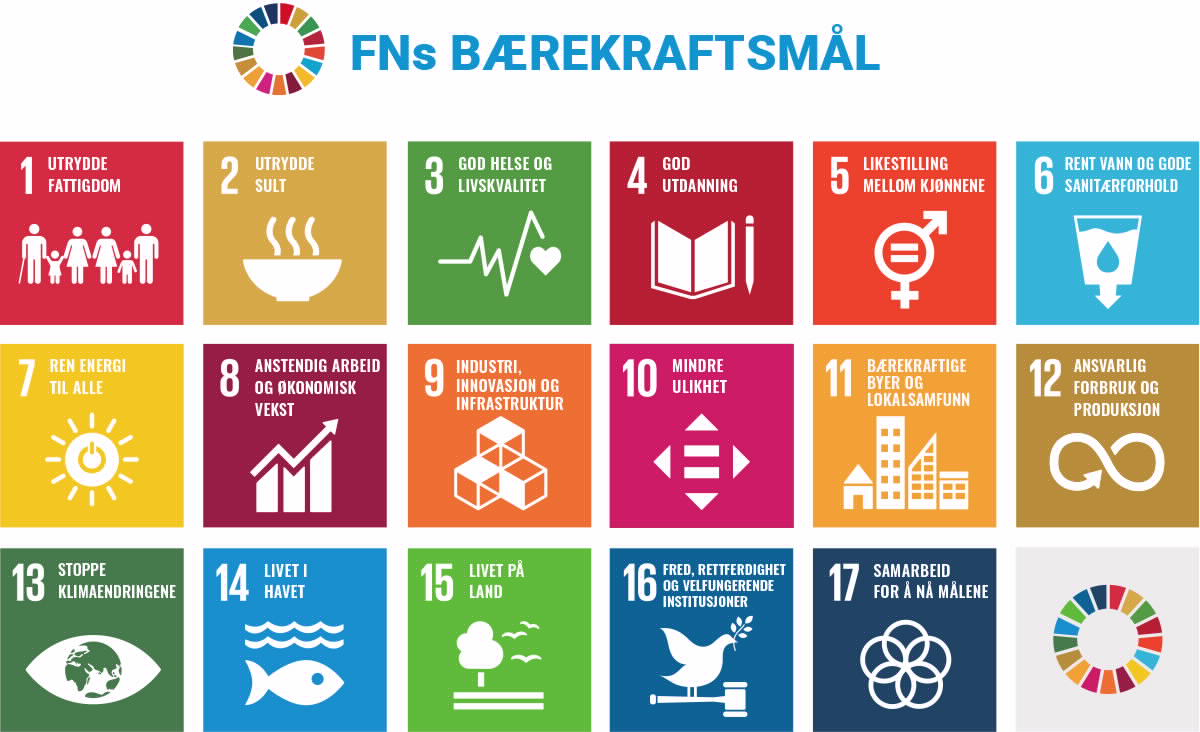 FNs BÆREKRAFTSMÅL
1 UTRYDDE
FATTIGDOM
2 UTRYDDE
SULT
3 GOD HELSE OG
LIVSKVALITET
4 GOD
UTDANNING
5 LIKESTILLING
MELLOM KJØNNENE
6 RENT VANN OG GODE
SANITÆRFORHOLD
7 REN ENERGI
TIL ALLE
8 ANSTENDIG ARBEID
OG ØKONOMISK
VEKST
9 INDUSTRI,
INNOVASJON OG
INFRASTRUKTUR
10 MINDRE
ULIKHET
11 BÆREKRAFTIGE
BYER OG
LOKALSAMFUNN
12 ANSVARLIG
FORBRUK OG
PRODUKSJON
13 STOPPE
KLIMAENDRINGENE
14 LIVET I
HAVET
15 LIVET PÅ
LAND
16 FRED, RETTFERDIGHET
OG VELFUNGERENDE
INSTITUSJONER
17 SAMARBEID
FOR Å NÅ MÅLENE